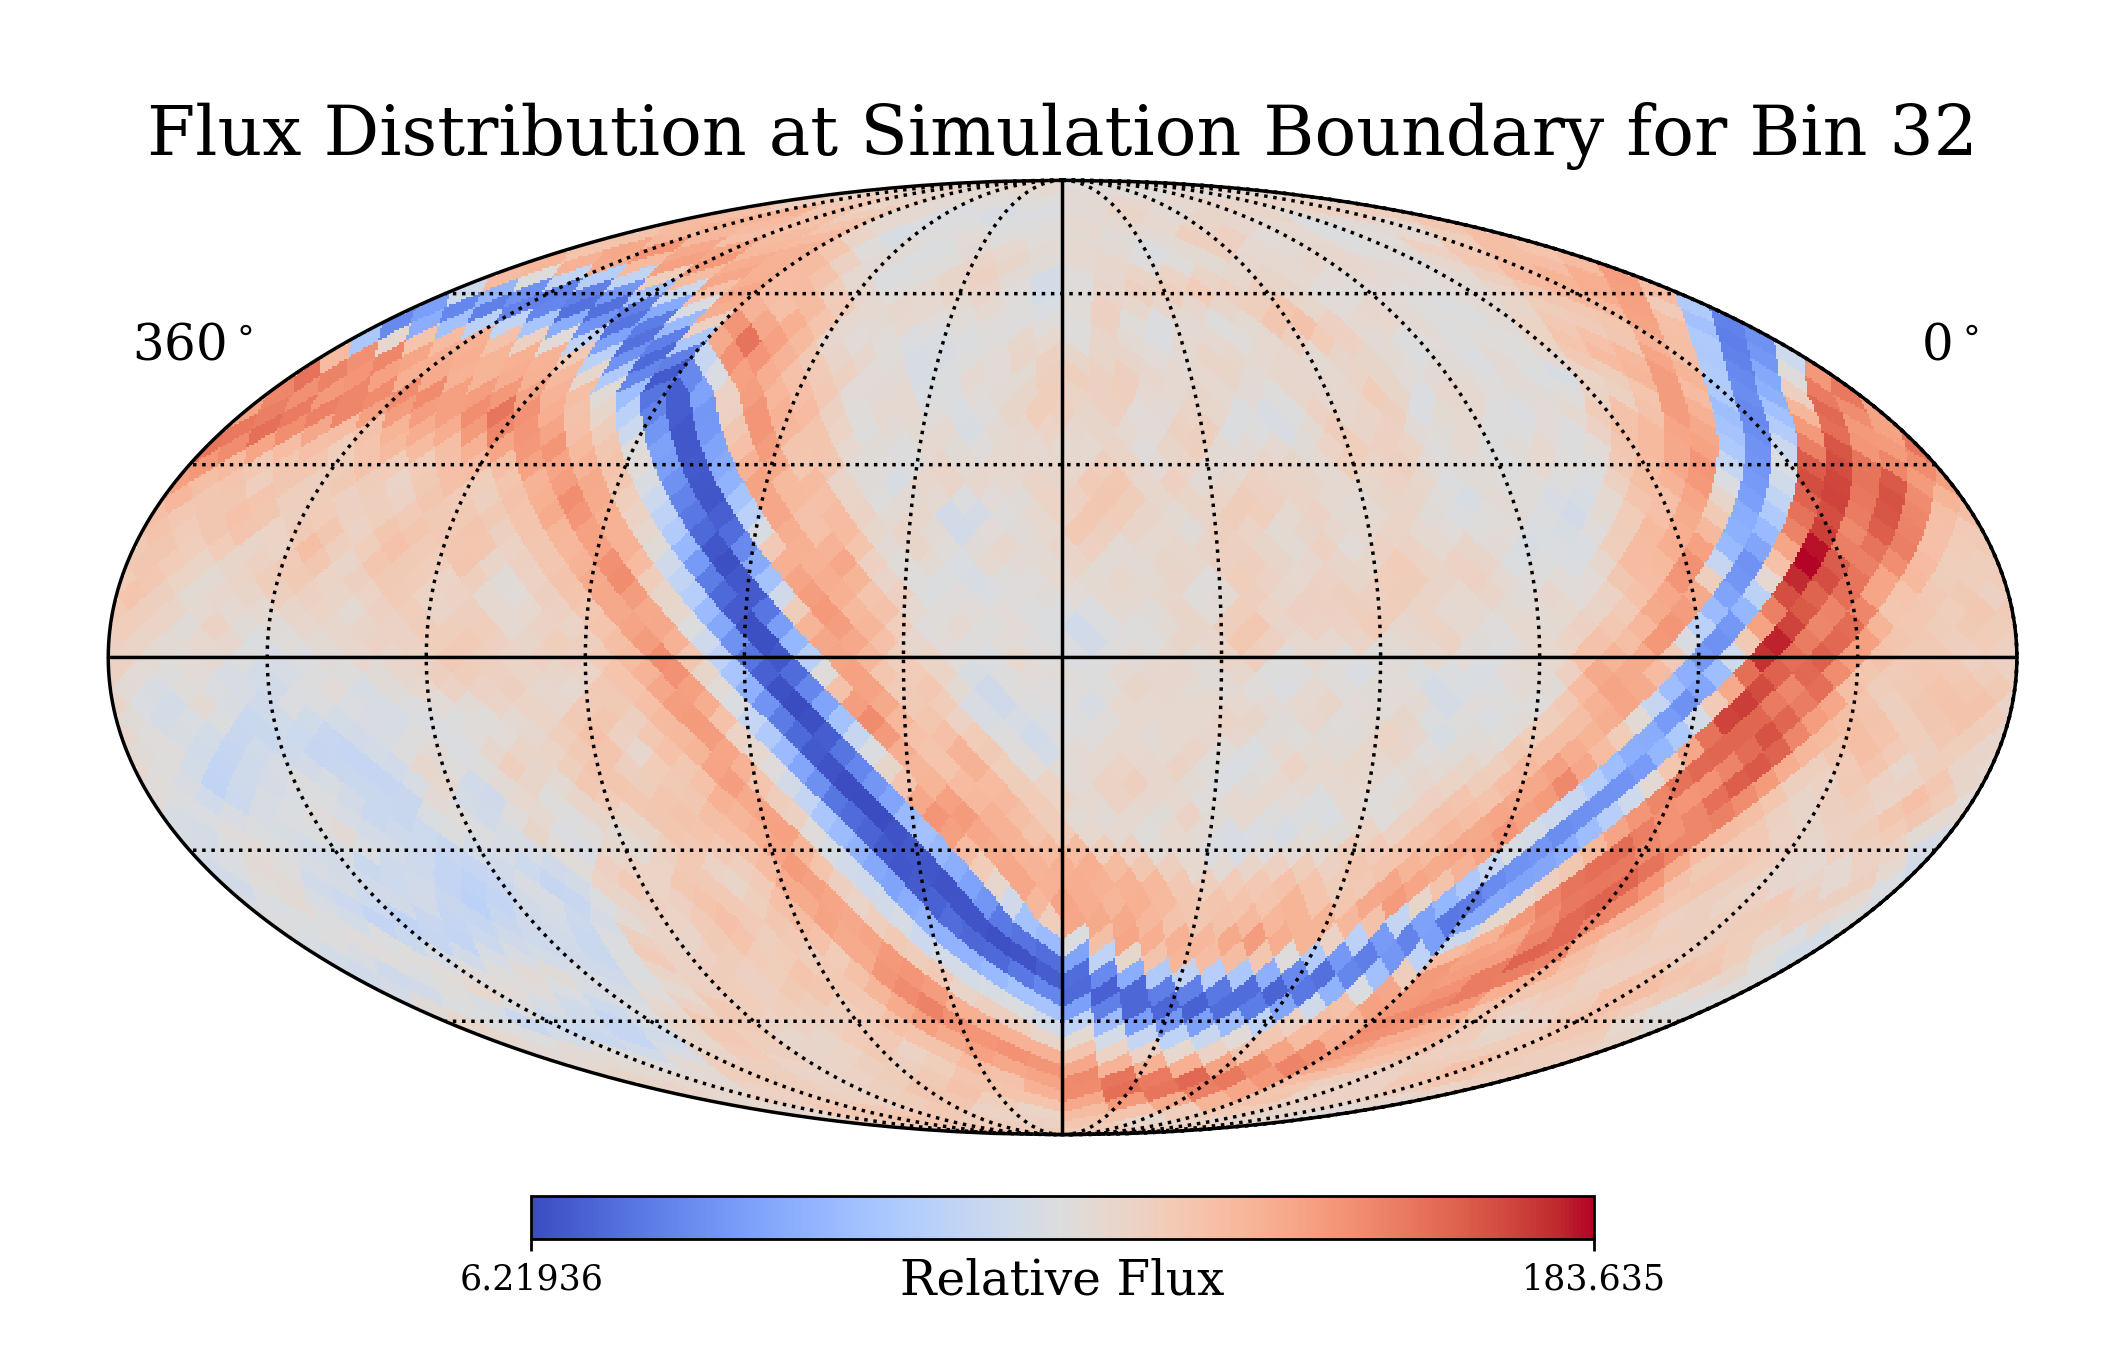 Flux Distribution at Simulation Boundary for Bin 32
360°
0°
6.21936
Relative Flux
183.635